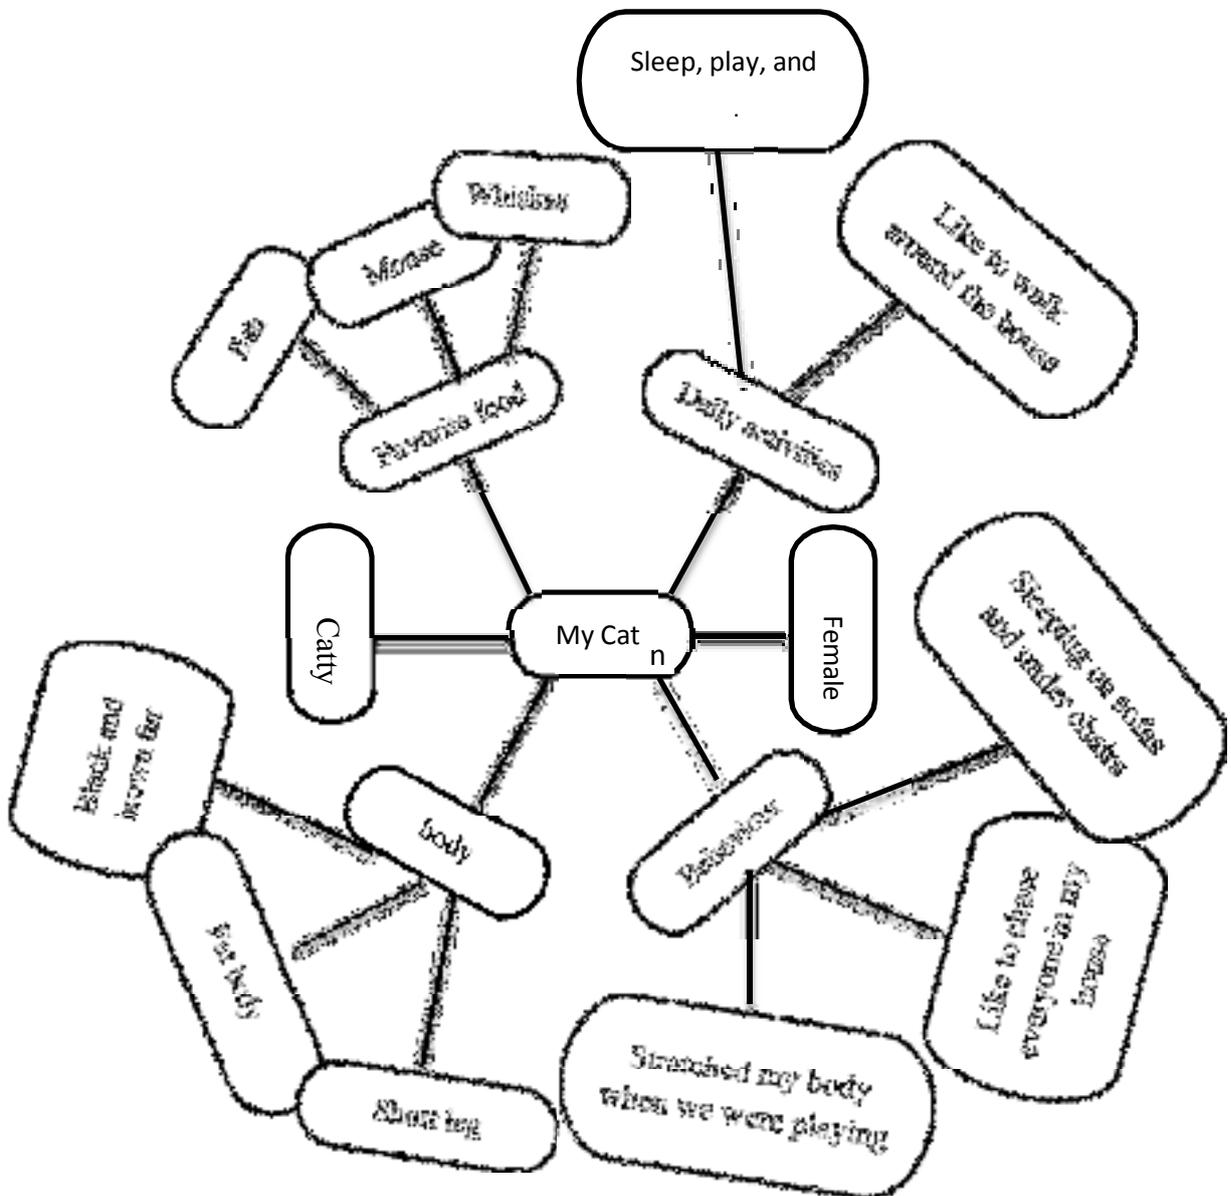 Sleep, play, and
.
Whiskas
Mouse
Like to walk
around the house
Favorite food
Daily activities
Catty
My Cat
n
Female
Sleeping on sofas
and under chairs
Black and
brown fur
body
Behavior
Like to chase
everyone in my
house
Fat body
Scratched my body
when we were playing
Short leg